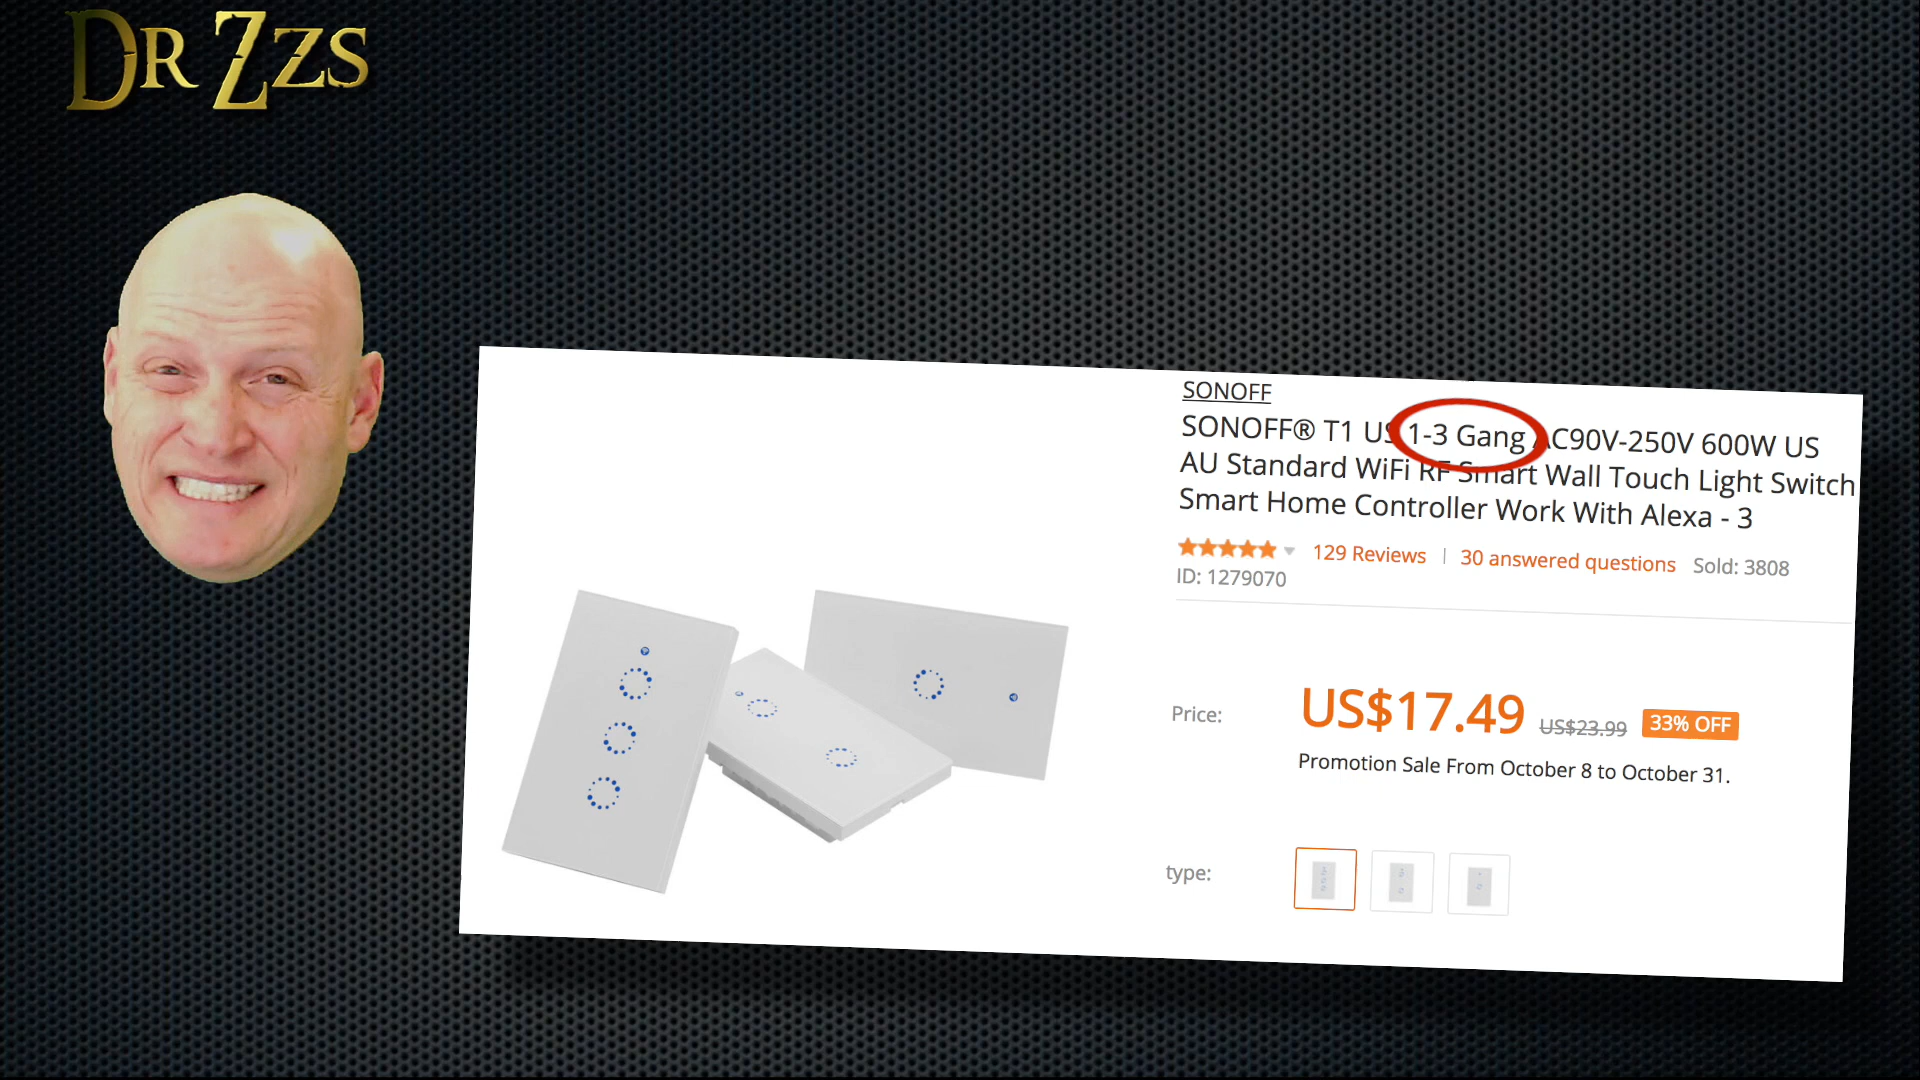 DR ZZS
SONOFF
SONOFF® T1 US 1-3 Gang AC90V-250V 600W US
AU Standard WiFi RF Smart Wall Touch Light Switch
Smart Home Controller Work With Alexa - 3
129 Reviews | 30 answered questions Sold: 3808
ID: 1279070
Price: US$17.49 US$23.99 33% OFF
Promotion Sale From October 8 to October 31.
type: